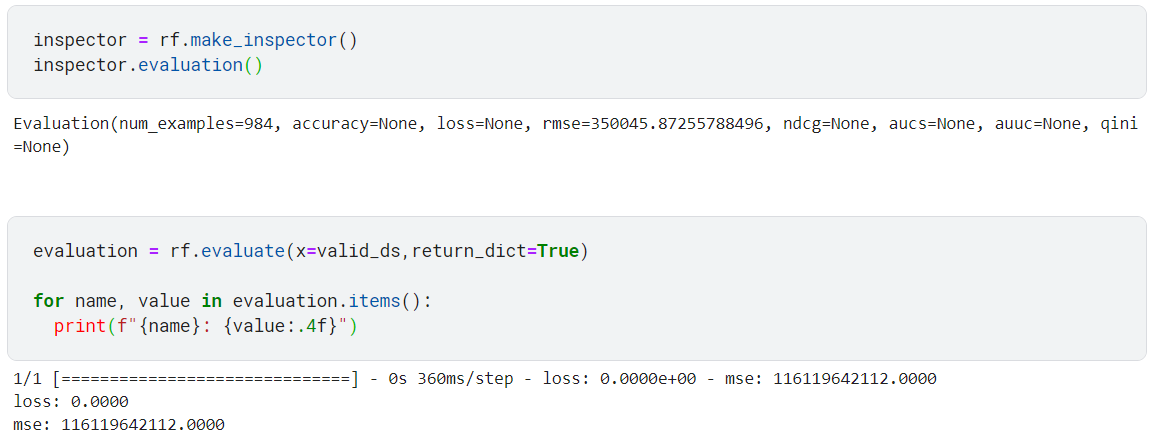 inspector = rf.make_inspector()
inspector.evaluation()
Evaluation(num_examples=984, accuracy=None, loss=None, rmse=350045.87255788496, ndcg=None, aucs=None, auuc=None, qini
=None)
evaluation = rf.evaluate(x=valid_ds,return_dict=True)
for name, value in evaluation.items():
  print(f"{name}: {value:.4f}")
1/1 [==============================] - 0s 360ms/step - loss: 0.0000e+00 - mse: 116119642112.0000
loss: 0.0000
mse: 116119642112.0000